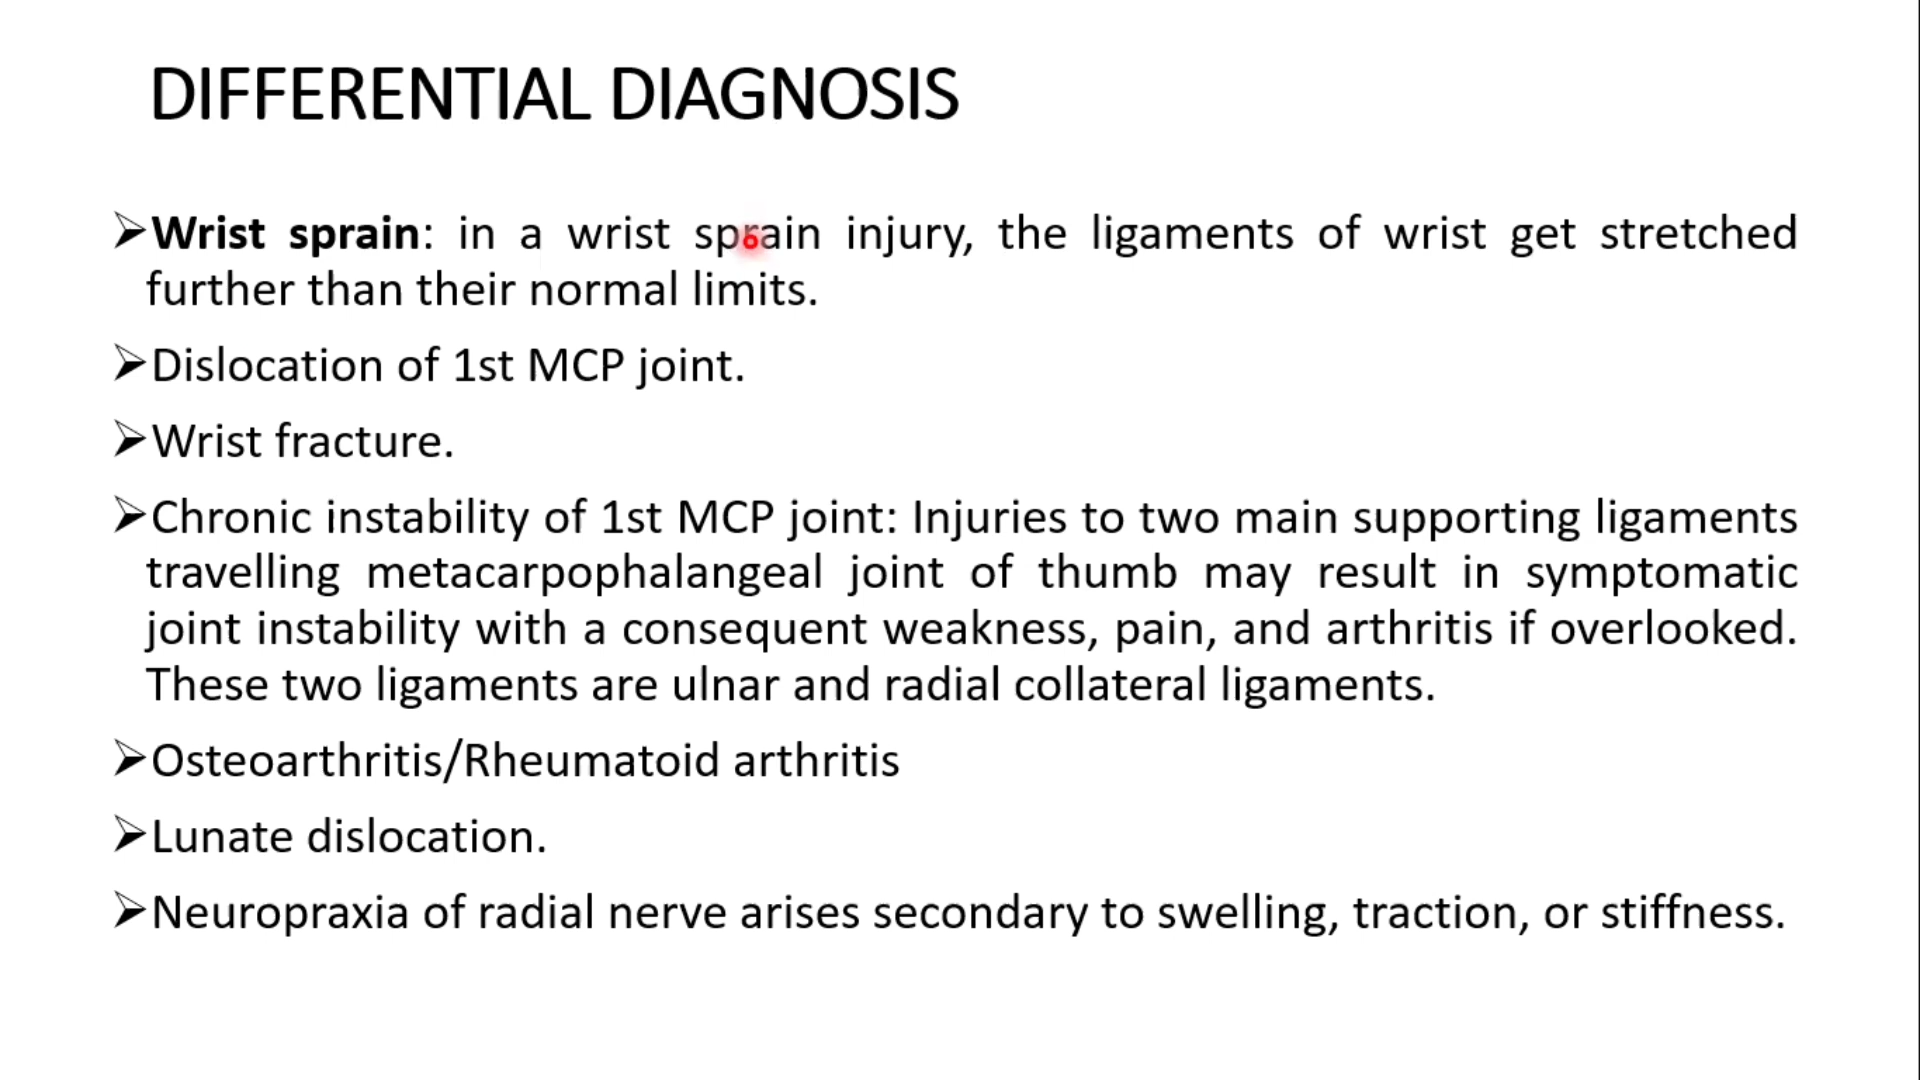 DIFFERENTIAL DIAGNOSIS
➢Wrist sprain: in a wrist sprain injury, the ligaments of wrist get stretched
further than their normal limits.
➢Dislocation of 1st MCP joint.
➢Wrist fracture.
➢Chronic instability of 1st MCP joint: Injuries to two main supporting ligaments
travelling metacarpophalangeal joint of thumb may result in symptomatic
joint instability with a consequent weakness, pain, and arthritis if overlooked.
These two ligaments are ulnar and radial collateral ligaments.
➢Osteoarthritis/Rheumatoid arthritis
➢Lunate dislocation.
➢Neuropraxia of radial nerve arises secondary to swelling, traction, or stiffness.